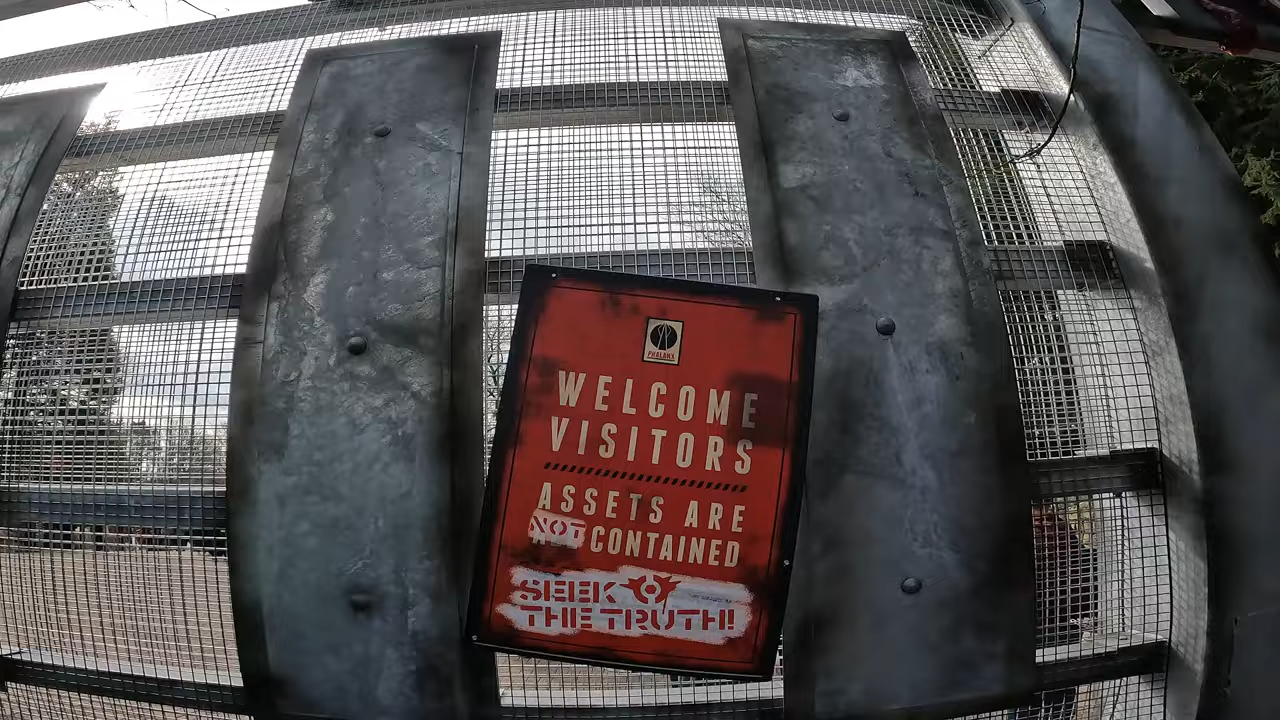 PHALANX
WELCOME
VISITORS
ASSETS ARE
NOT CONTAINED
SEEK
THE TRUTH!